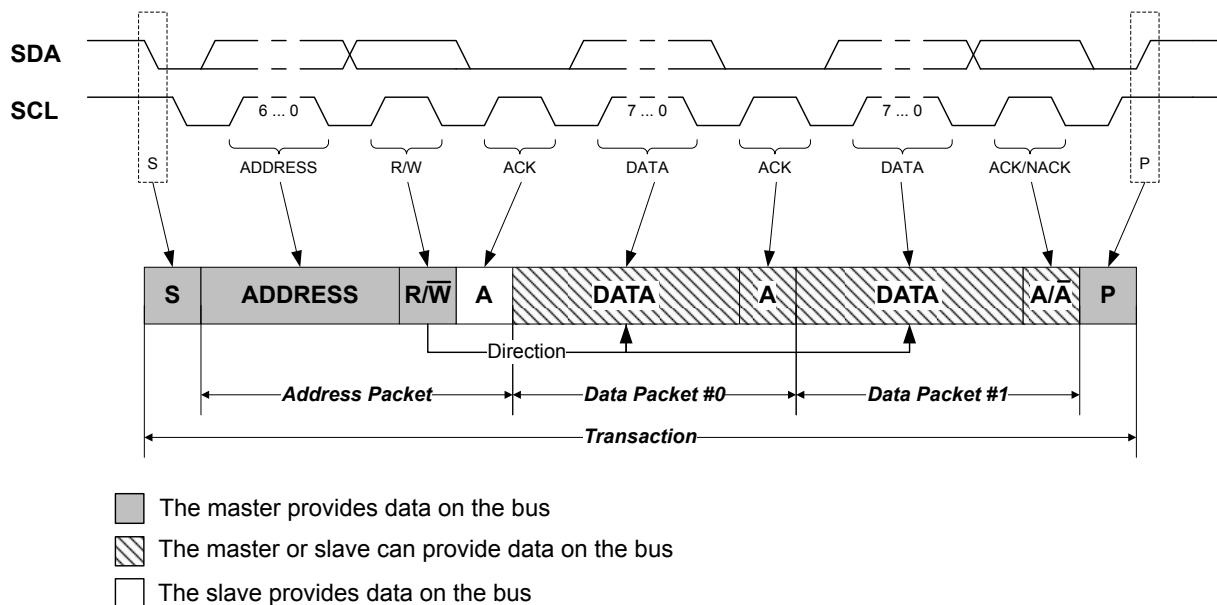 SDA
SCL
6 ... 0
7 ... 0
7 ... 0
S
ADDRESS
R/W
ACK
DATA
ACK
DATA
ACK/NACK
P
S
ADDRESS
R/W̅
A
DATA
A
DATA
A/A̅
P
Direction
Address Packet
Data Packet #0
Data Packet #1
Transaction
The master provides data on the bus
The master or slave can provide data on the bus
The slave provides data on the bus